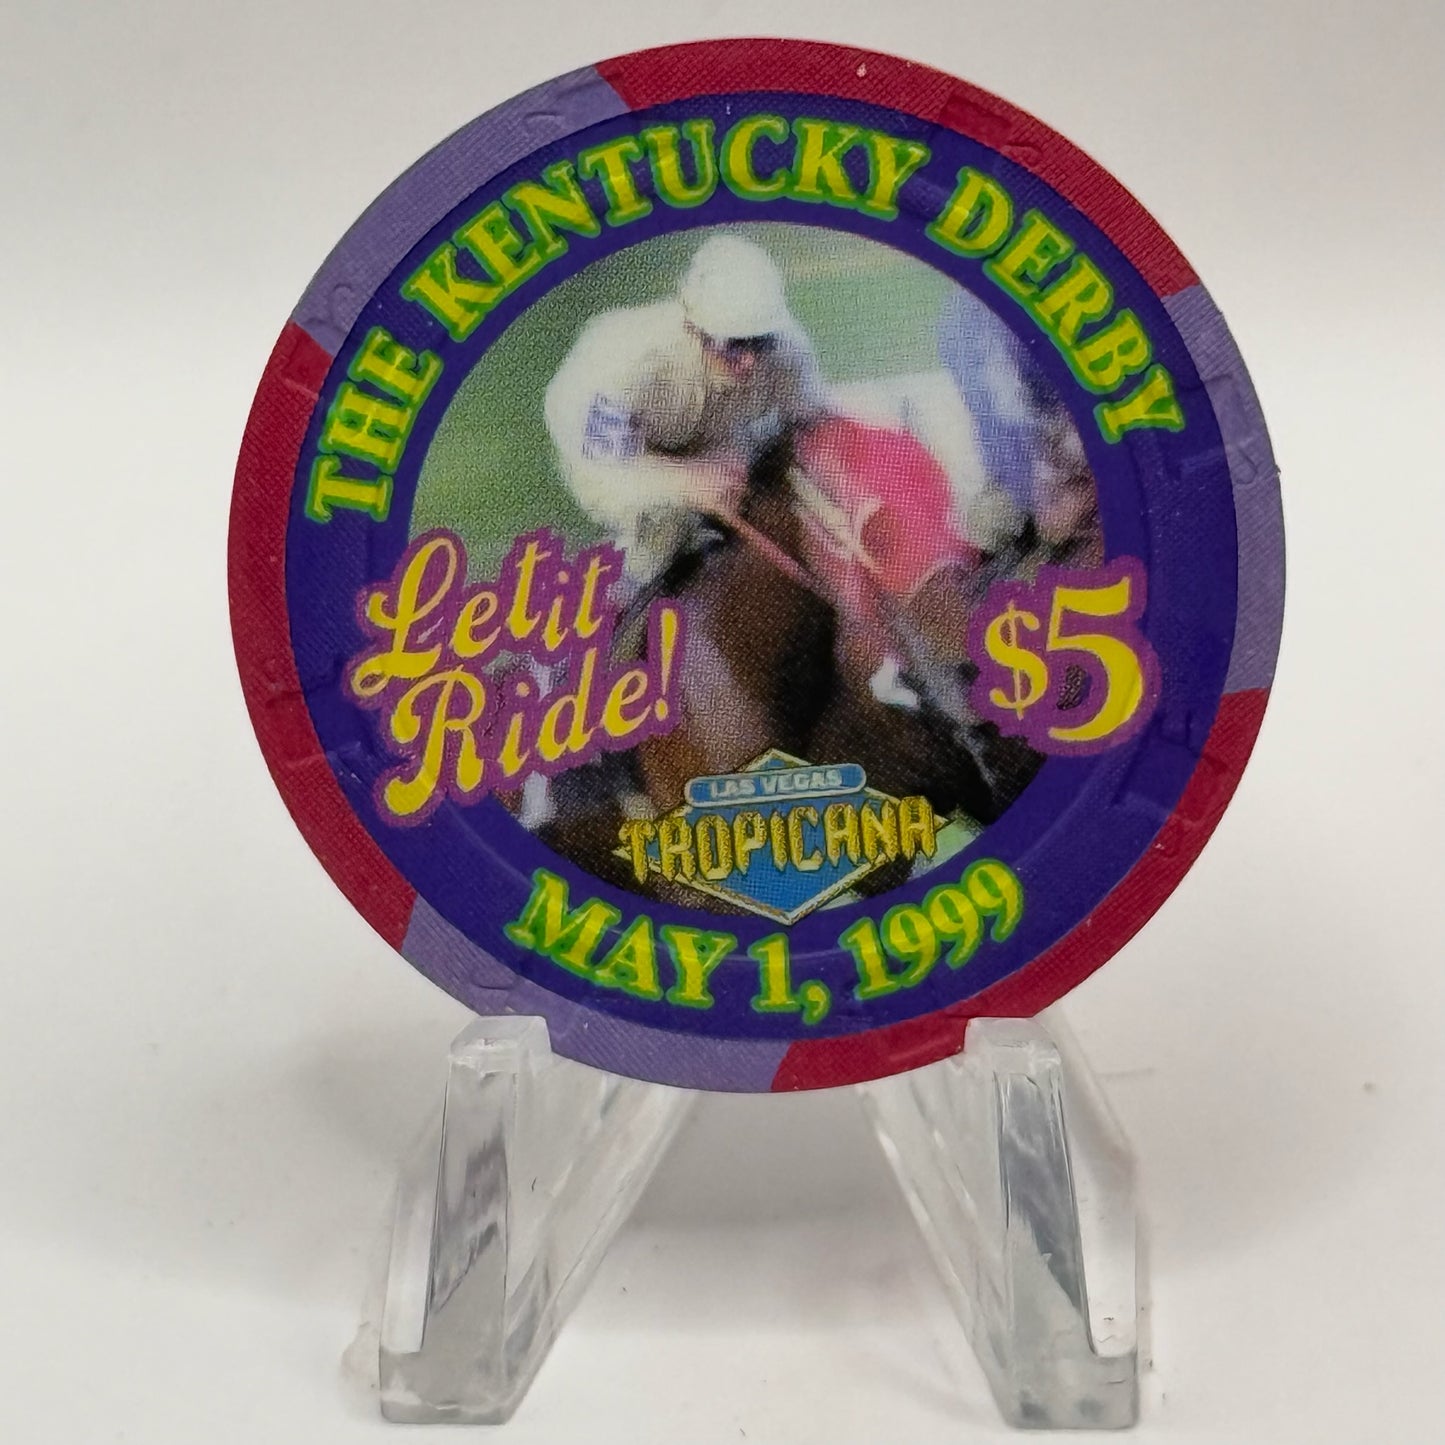 THE KENTUCKY DERBY
Let it
Ride!
$5
LAS VEGAS
TROPICANA
MAY 1, 1999